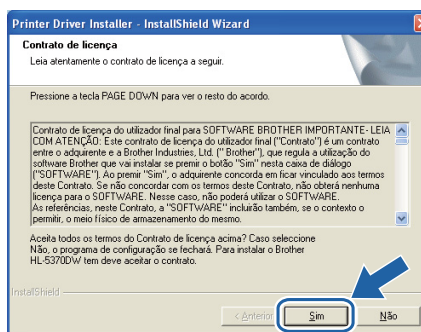 Printer Driver Installer - InstallShield Wizard
Contrato de licença
Leia atentamente o contrato de licença a seguir.
Pressione a tecla PAGE DOWN para ver o resto do acordo.
Contrato de licença do utilizador final para SOFTWARE BROTHER IMPORTANTE- LEIA
COM ATENÇÃO: Este contrato de licença do utilizador final ("Contrato") é um contrato
entre o adquirente e a Brother Industries, Ltd. (" Brother"), que regula a utilização do
software Brother que vai instalar se premir o botão "Sim" nesta caixa de diálogo
("SOFTWARE"). Ao premir "Sim", o adquirente concorda em ficar vinculado aos termos
deste Contrato. Se não concordar com os termos deste Contrato, não obterá nenhuma
licença para o SOFTWARE. Nesse caso, não poderá utilizar o SOFTWARE.
As referências, neste Contrato, a "SOFTWARE" incluirão também, se o contexto o
permitir, o meio físico de armazenamento do mesmo.
Aceita todos os termos do Contrato de licença acima? Caso seleccione
Não, o programa de configuração se fechará. Para instalar o Brother
HL-5370DW tem deve aceitar o contrato.
InstallShield
< Anterior
Sim
Não